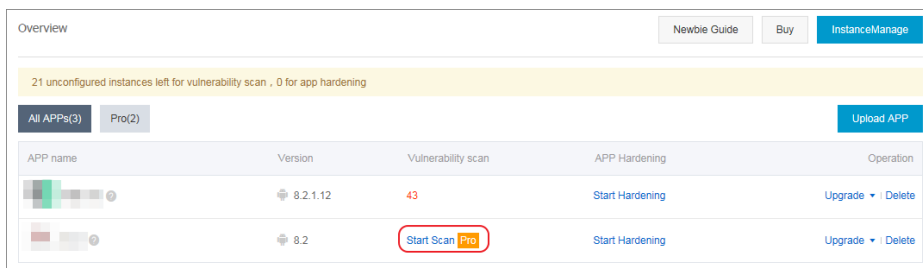 Overview Newbie Guide Buy InstanceManage
21 unconfigured instances left for vulnerability scan , 0 for app hardening
All APPs(3) Pro(2) Upload APP
APP name Version Vulnerability scan APP Hardening Operation
8.2.1.12 43 Start Hardening Upgrade Delete
8.2 Start Scan Pro Start Hardening Upgrade Delete